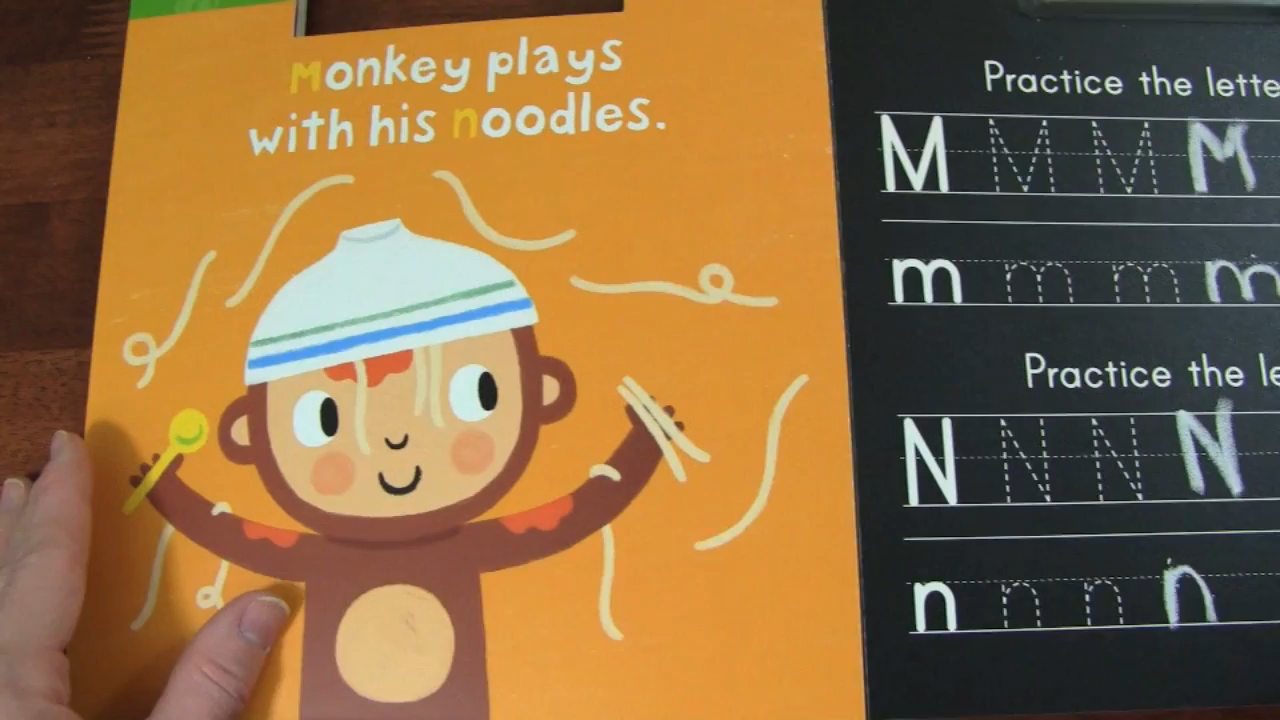 Monkey plays
with his noodles.
Practice the lette
M M M M
m m m m
Practice the le
N N N N
n n n n